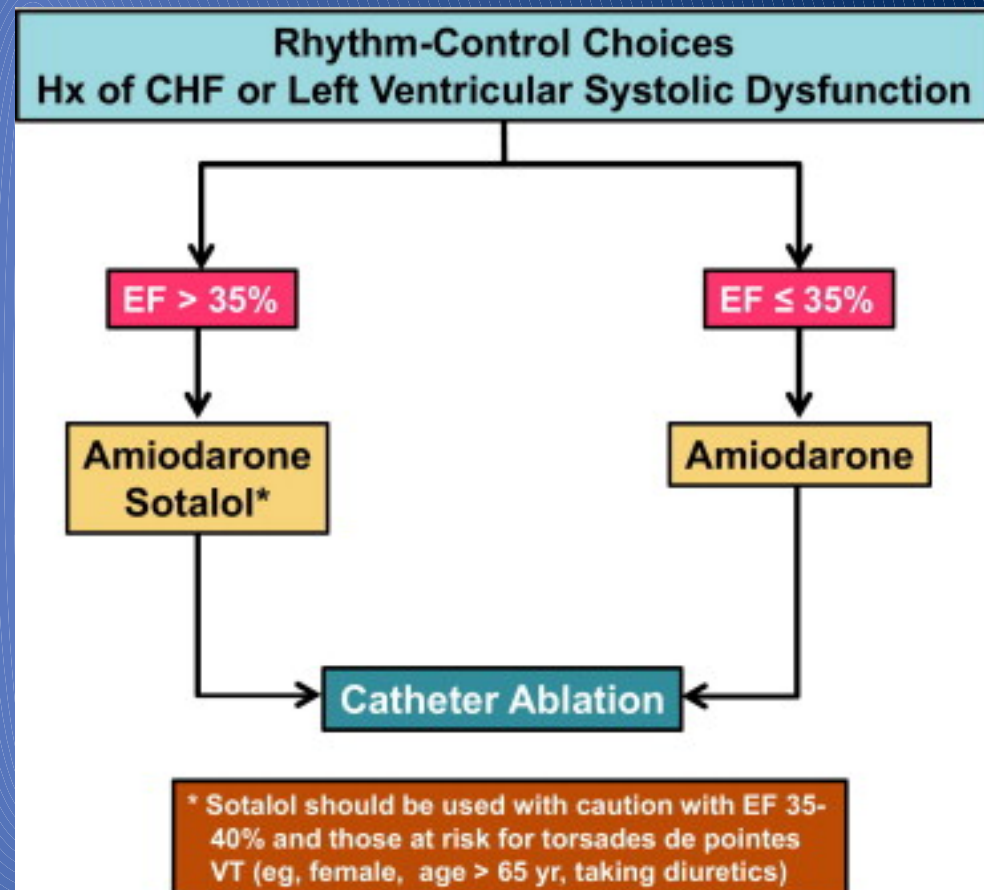 Rhythm-Control Choices
Hx of CHF or Left Ventricular Systolic Dysfunction
EF > 35%
EF ≤ 35%
Amiodarone
Sotalol*
Amiodarone
Catheter Ablation
* Sotalol should be used with caution with EF 35-
40% and those at risk for torsades de pointes
VT (eg, female, age > 65 yr, taking diuretics)